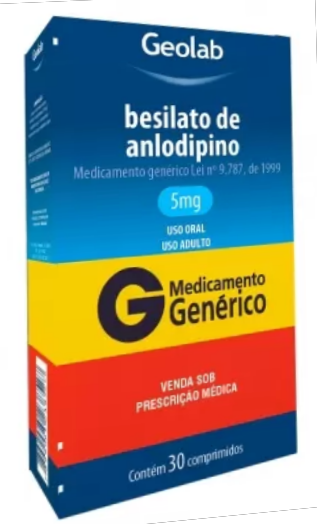 Geolab
besilato de
anlodipino
Medicamento genérico Lei nº 9.787, de 1999
5mg
USO ORAL
USO ADULTO
G Medicamento
Genérico
VENDA SOB
PRESCRIÇÃO MÉDICA
Contém 30 comprimidos